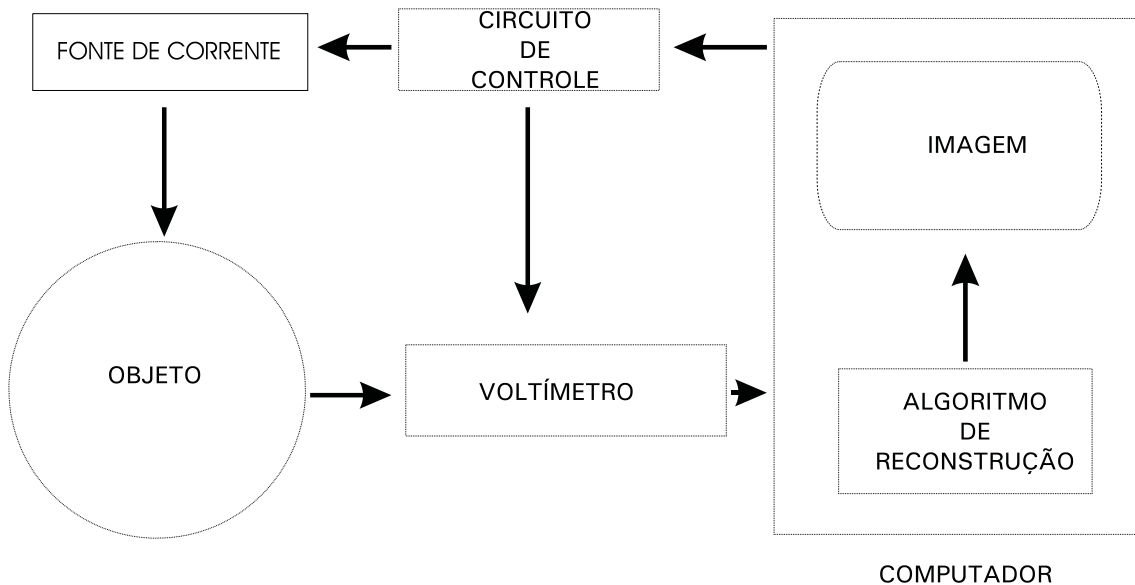 FONTE DE CORRENTE
CIRCUITO
DE
CONTROLE
IMAGEM
OBJETO
VOLTÍMETRO
ALGORITMO
DE
RECONSTRUÇÃO
COMPUTADOR